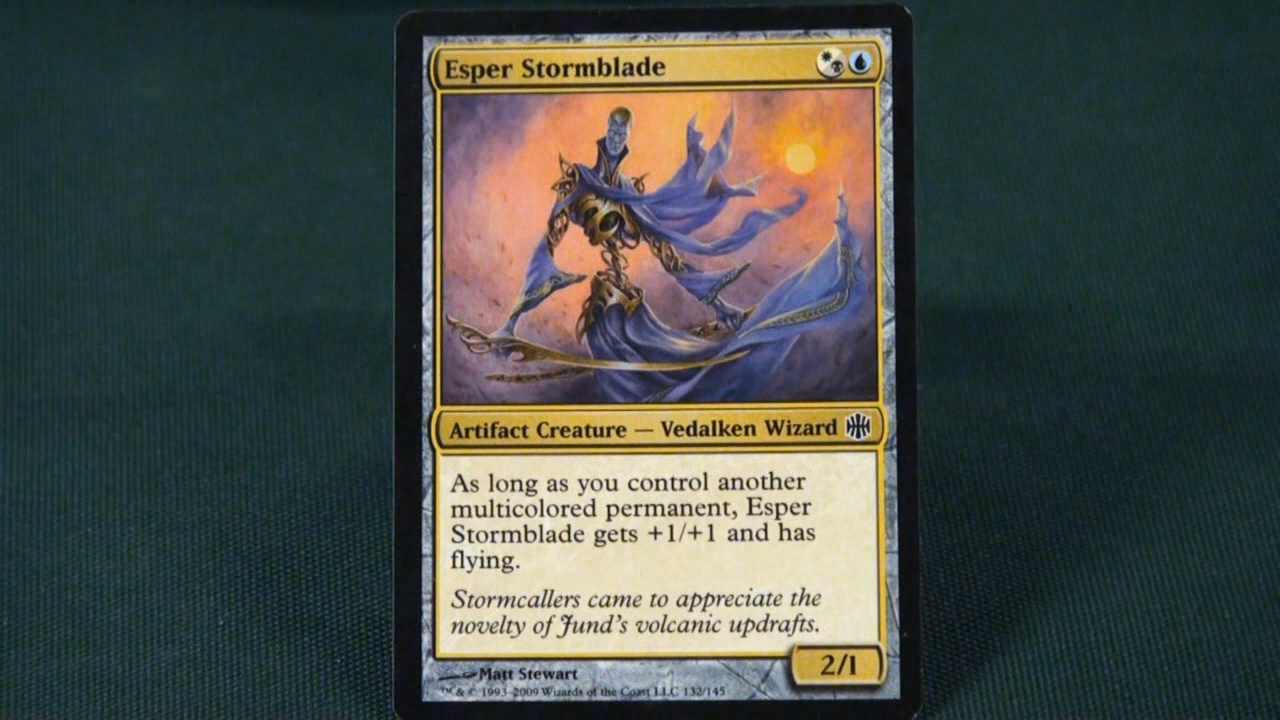 Esper Stormblade
Artifact Creature — Vedalken Wizard
As long as you control another
multicolored permanent, Esper
Stormblade gets +1/+1 and has
flying.
Stormcallers came to appreciate the
novelty of Jund's volcanic updrafts.
2/1
Matt Stewart
™ & © 1993-2009 Wizards of the Coast LLC 132/145